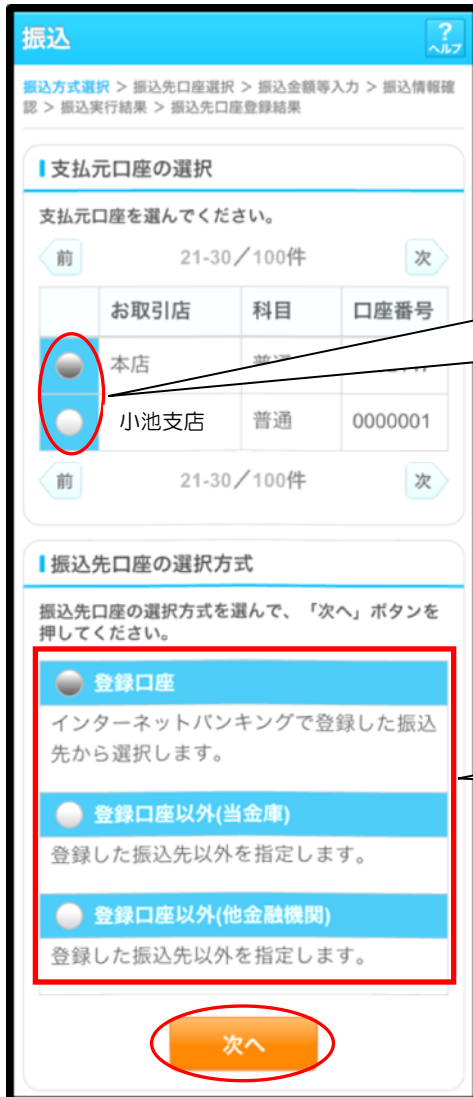 振込
?
ヘルプ
振込方式選択 > 振込先口座選択 > 振込金額等入力 > 振込情報確
認 > 振込実行結果 > 振込先口座登録結果
支払元口座の選択
支払元口座を選んでください。
前 21-30/100件 次
お取引店 科目 口座番号
本店 普通
小池支店 普通 0000001
前 21-30/100件 次
振込先口座の選択方式
振込先口座の選択方式を選んで、「次へ」ボタンを
押してください。
登録口座
インターネットバンキングで登録した振込
先から選択します。
登録口座以外(当金庫)
登録した振込先以外を指定します。
登録口座以外(他金融機関)
登録した振込先以外を指定します。
次へ